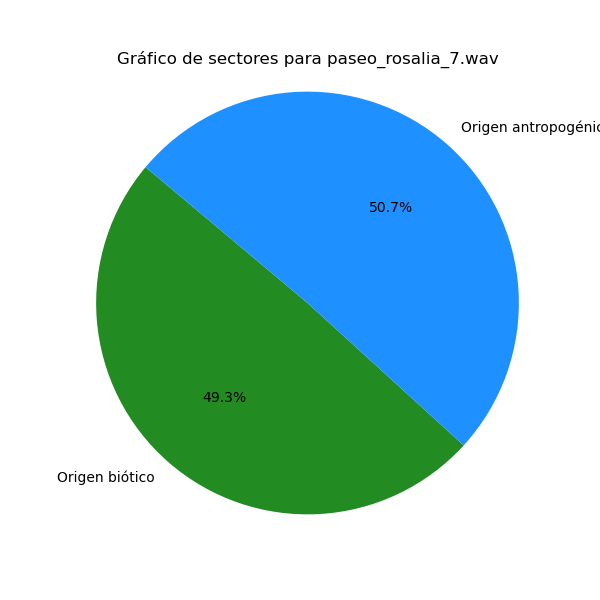 Gráfico de sectores para paseo_rosalia_7.wav
Origen antropogénic
50.7%
49.3%
Origen biótico